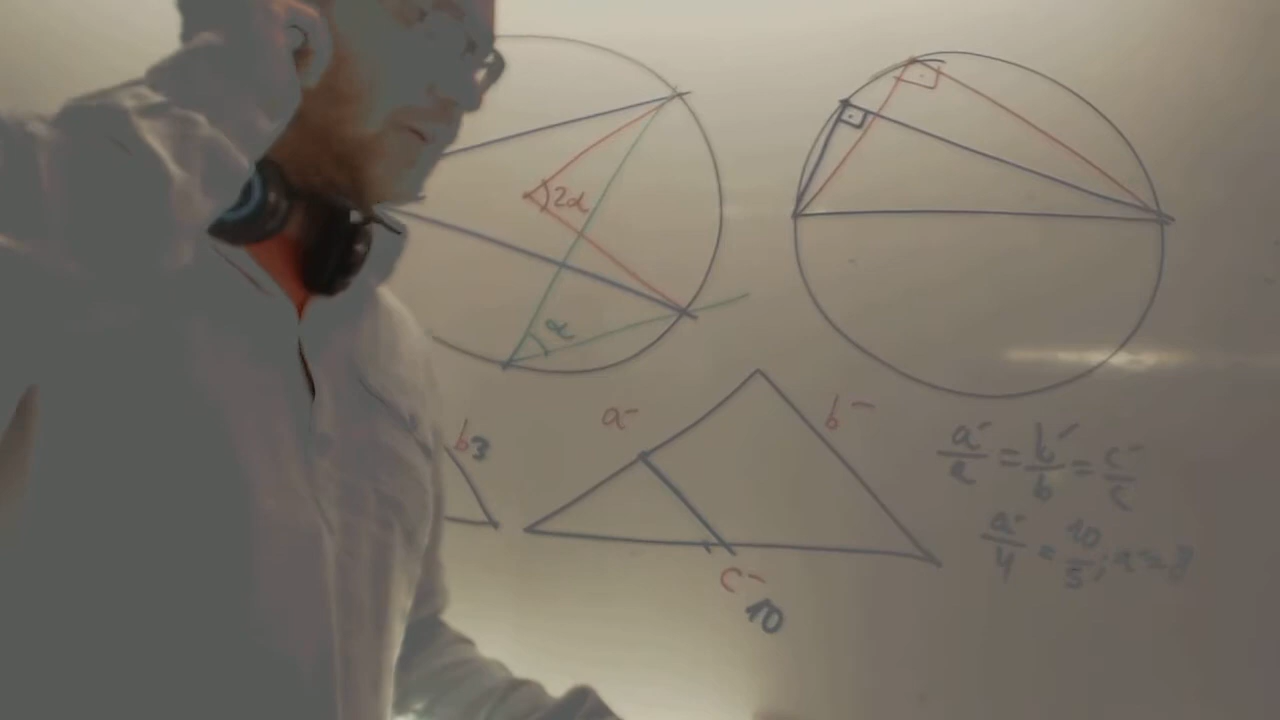 2α
α
a-
b-
b3
a-/a = b-/b = c-/c
a-/4 = 10/5;
c-
10